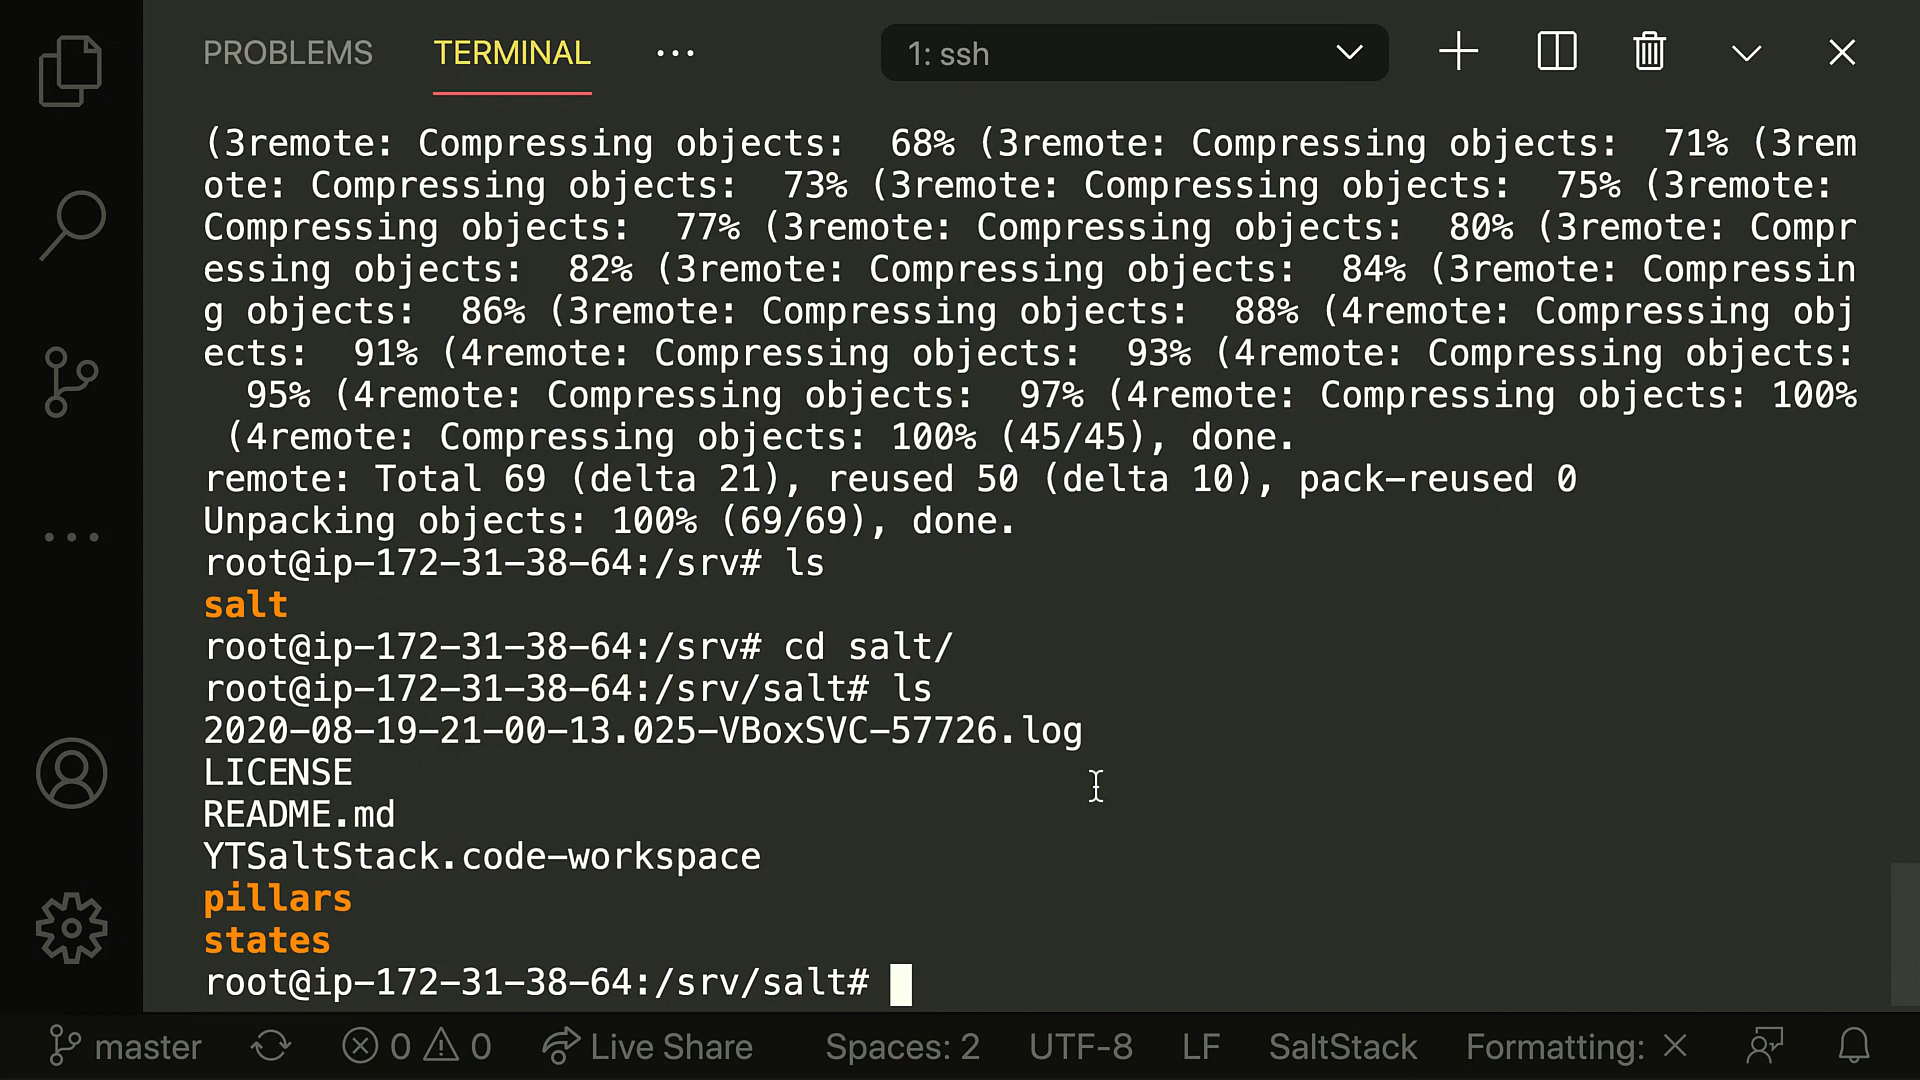 PROBLEMS TERMINAL ··· 1: ssh
(3remote: Compressing objects:  68% (3remote: Compressing objects:  71% (3rem
ote: Compressing objects:  73% (3remote: Compressing objects:  75% (3remote:
Compressing objects:  77% (3remote: Compressing objects:  80% (3remote: Compr
essing objects:  82% (3remote: Compressing objects:  84% (3remote: Compressin
g objects:  86% (3remote: Compressing objects:  88% (4remote: Compressing obj
ects:  91% (4remote: Compressing objects:  93% (4remote: Compressing objects:
  95% (4remote: Compressing objects:  97% (4remote: Compressing objects: 100%
 (4remote: Compressing objects: 100% (45/45), done.
remote: Total 69 (delta 21), reused 50 (delta 10), pack-reused 0
Unpacking objects: 100% (69/69), done.
root@ip-172-31-38-64:/srv# ls
salt
root@ip-172-31-38-64:/srv# cd salt/
root@ip-172-31-38-64:/srv/salt# ls
2020-08-19-21-00-13.025-VBoxSVC-57726.log
LICENSE
README.md
YTSaltStack.code-workspace
pillars
states
root@ip-172-31-38-64:/srv/salt#
master 0 0 Live Share Spaces: 2 UTF-8 LF SaltStack Formatting: ×